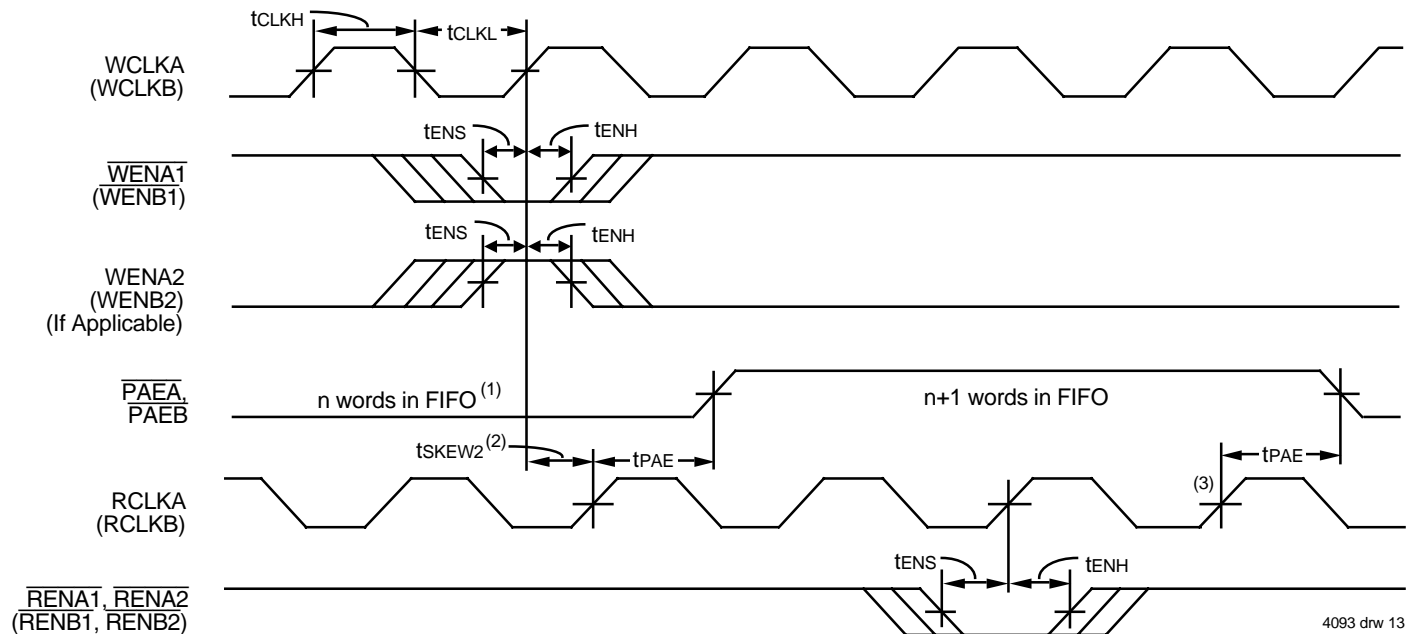 tCLKH
tCLKL
WCLKA
(WCLKB)
tENS
tENH
WENA1
(WENB1)
tENS
tENH
WENA2
(WENB2)
(If Applicable)
PAEA,
PAEB
n words in FIFO (1)
n+1 words in FIFO
tSKEW2 (2)
tPAE
tPAE
RCLKA
(RCLKB)
(3)
tENS
tENH
RENA1, RENA2
(RENB1, RENB2)
4093 drw 13